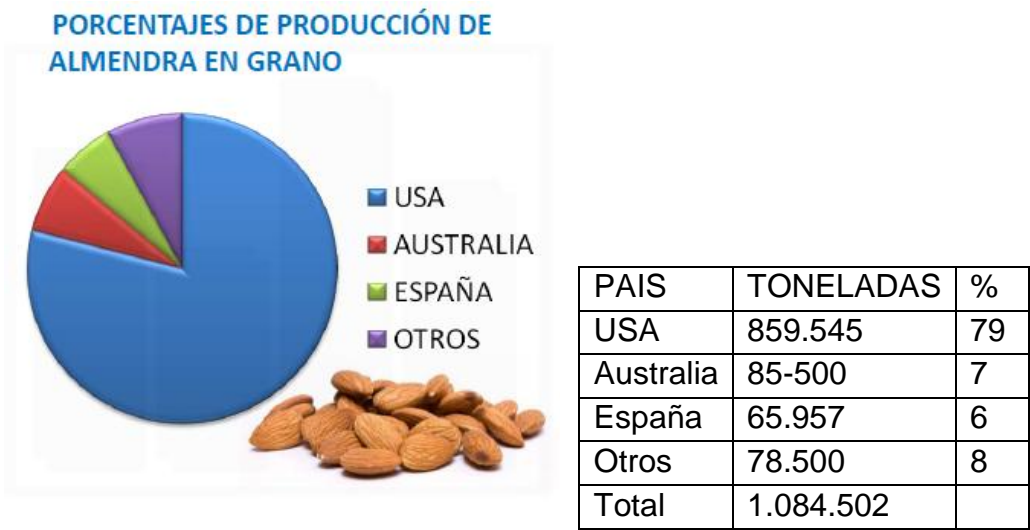 PORCENTAJES DE PRODUCCIÓN DE
ALMENDRA EN GRANO
USA
AUSTRALIA
ESPAÑA
OTROS
PAIS TONELADAS %
USA 859.545 79
Australia 85-500 7
España 65.957 6
Otros 78.500 8
Total 1.084.502